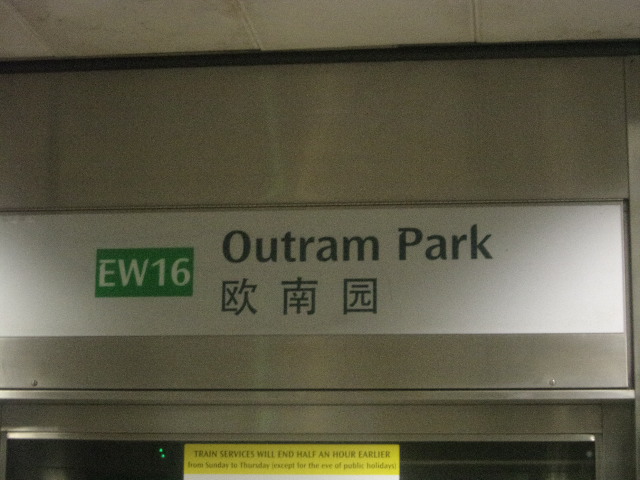 EW16
Outram Park
欧南园
TRAIN SERVICES WILL END HALF AN HOUR EARLIER
from Sunday to Thursday (except for the eve of public holidays)